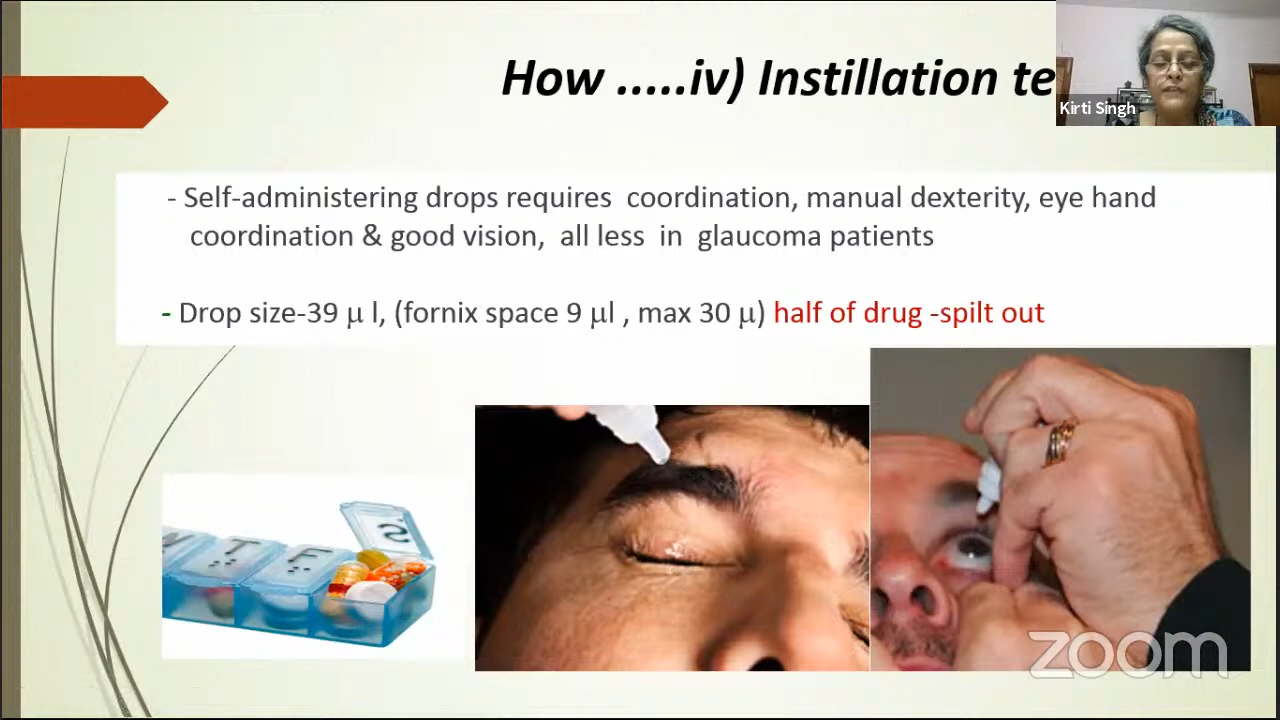 How .....iv) Instillation te
Kirti Singh
- Self-administering drops requires coordination, manual dexterity, eye hand
coordination & good vision, all less in glaucoma patients
- Drop size-39 μ l, (fornix space 9 μl , max 30 μ) half of drug -spilt out
W T F S
zoom